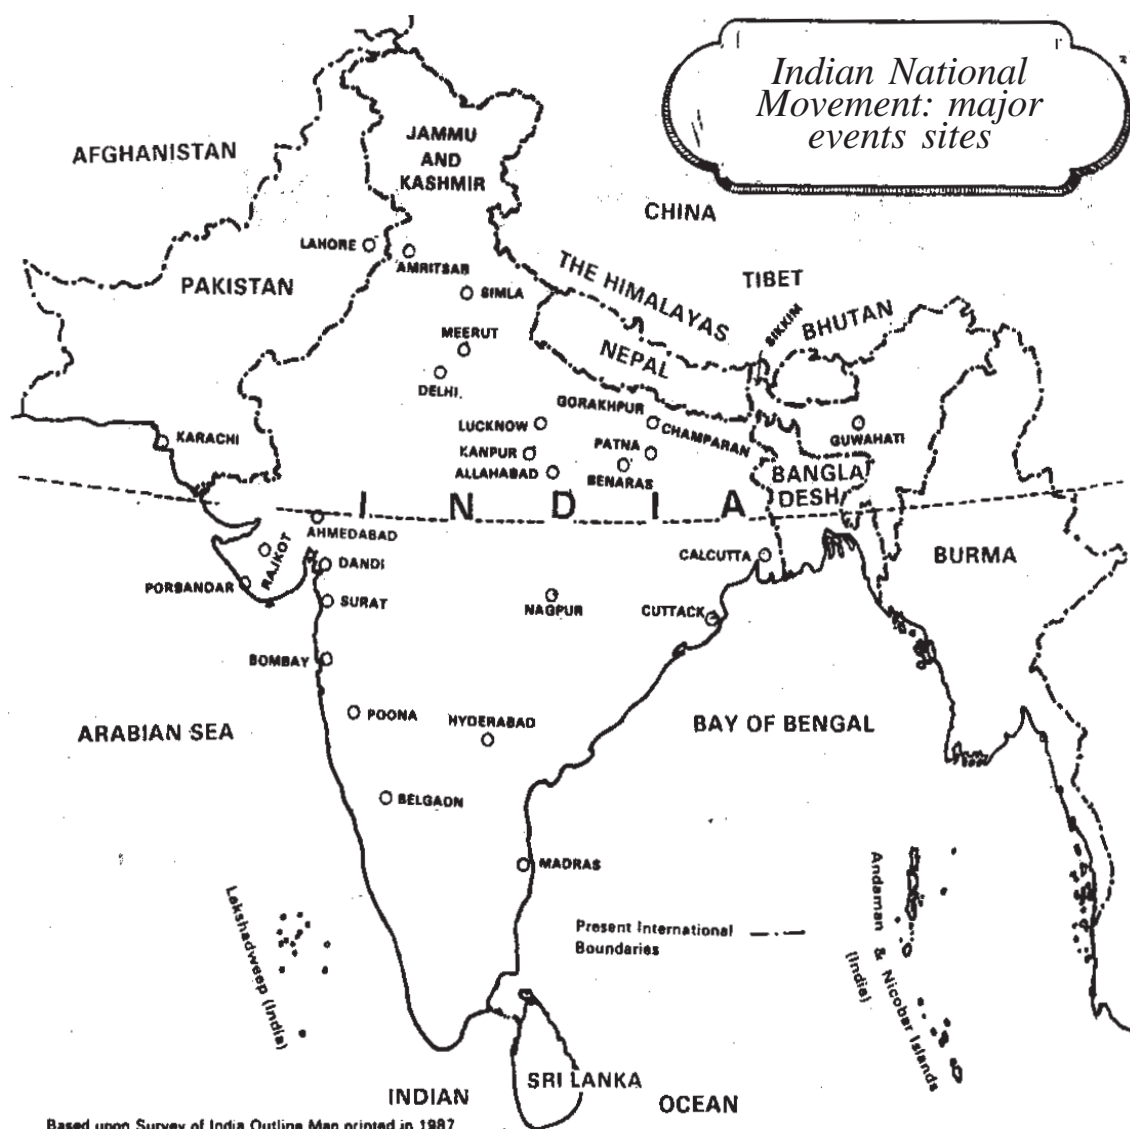 Indian National
Movement: major
events sites
AFGHANISTAN
JAMMU
AND
KASHMIR
CHINA
LAHORE
AMRITSAR
PAKISTAN
SIMLA
THE HIMALAYAS
TIBET
SIKKIM
BHUTAN
MEERUT
NEPAL
DELHI
GORAKHPUR
LUCKNOW
CHAMPARAN
GUWAHATI
KARACHI
KANPUR
PATNA
ALLAHABAD
BENARAS
BANGLA
DESH
INDIA
AHMEDABAD
RAJKOT
DANDI
CALCUTTA
BURMA
PORBANDAR
SURAT
NAGPUR
CUTTACK
BOMBAY
POONA
HYDERABAD
BAY OF BENGAL
ARABIAN SEA
BELGAON
MADRAS
Lakshadweep (India)
Present International
Boundaries
Andaman & Nicobar Islands
(India)
SRI LANKA
INDIAN
OCEAN
Based upon Survey of India Outline Map printed in 1987